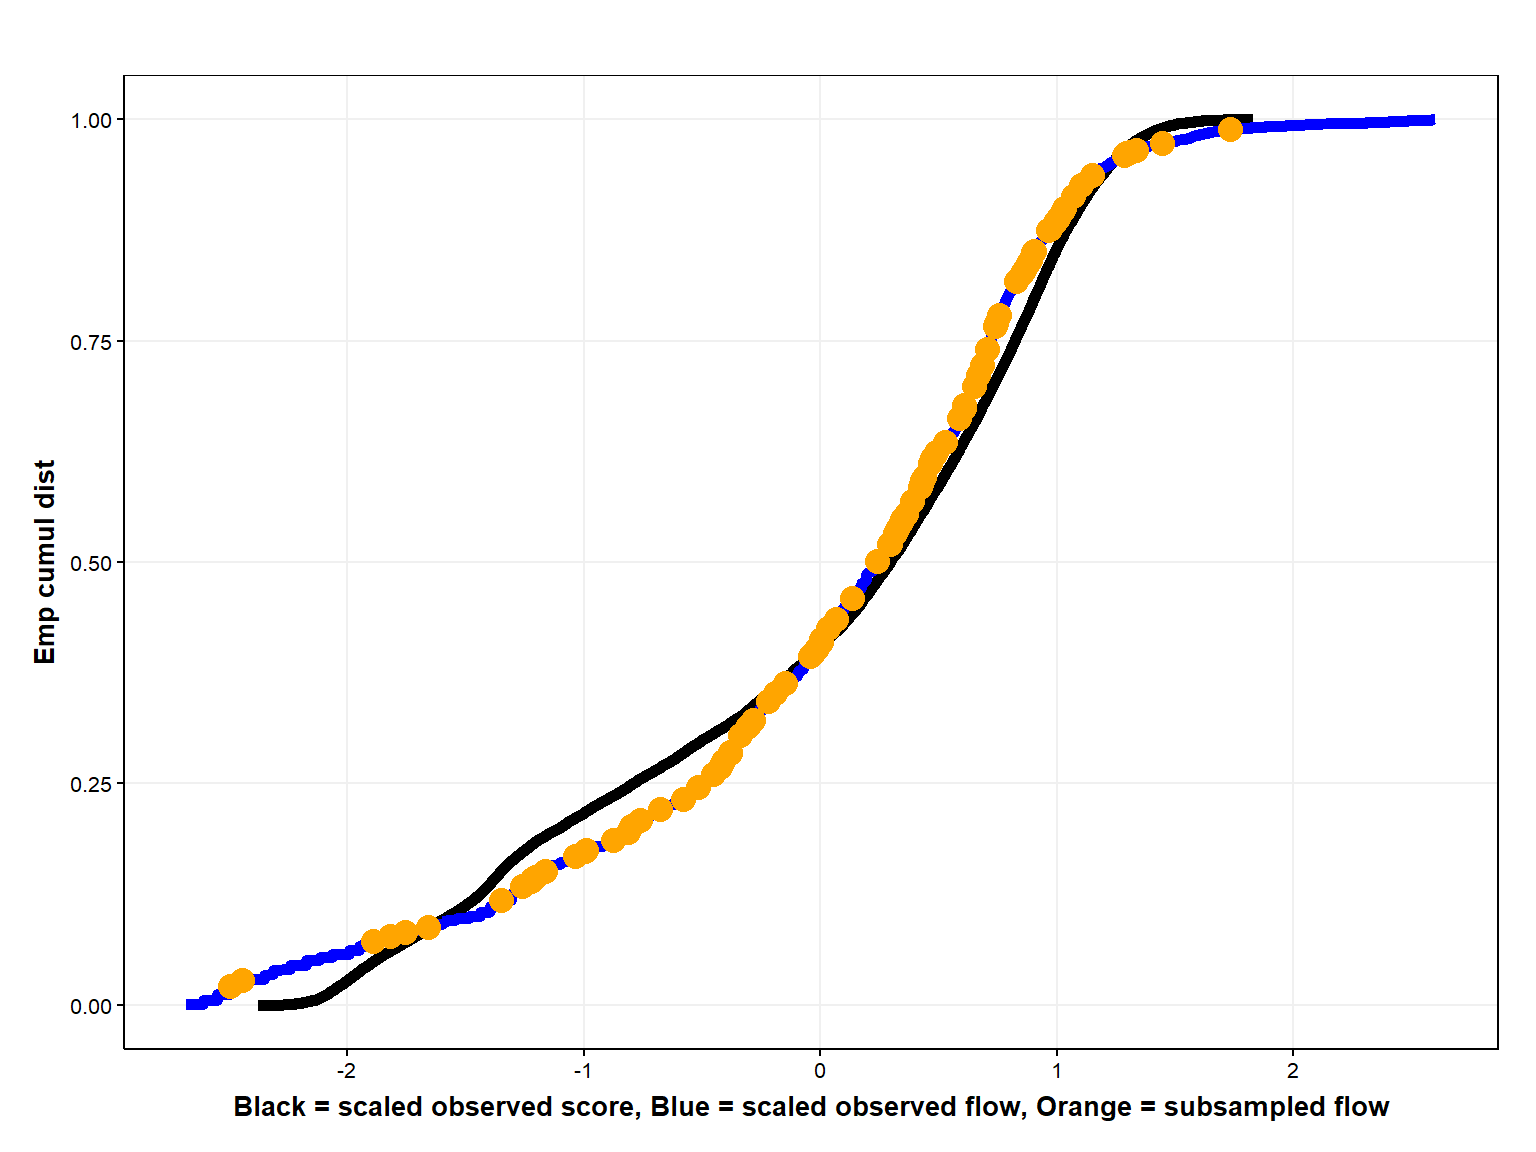 1.00
0.75
Emp cumul dist
0.50
0.25
0.00
-2 -1 0 1 2
Black = scaled observed score, Blue = scaled observed flow, Orange = subsampled flow